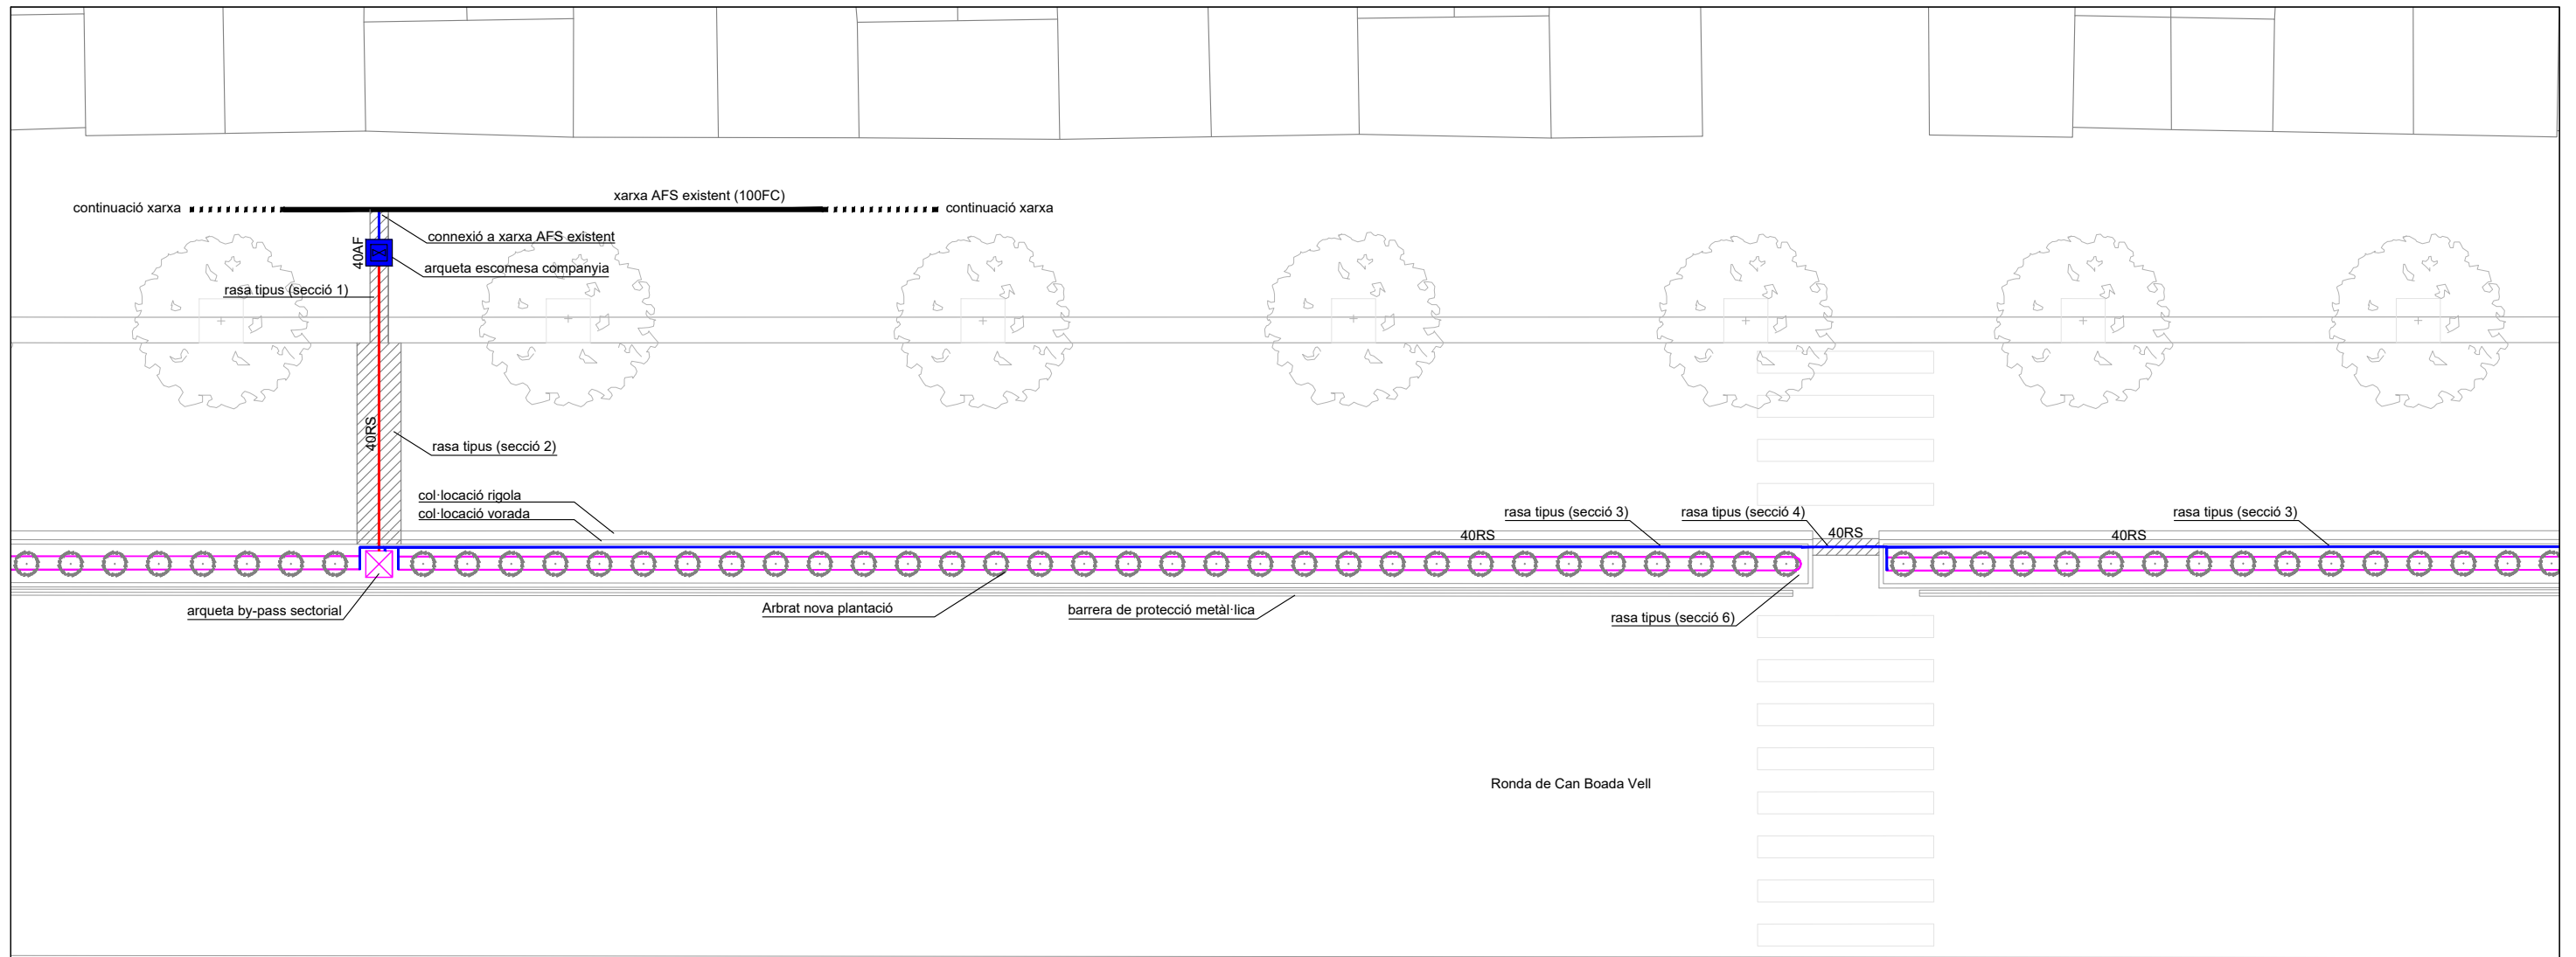 xarxa AFS existent (100FC)
continuació xarxa
continuació xarxa
connexió a xarxa AFS existent
40AF
arqueta escomesa companyia
rasa tipus (secció 1)
40RS
rasa tipus (secció 2)
col·locació rigola
col·locació vorada
rasa tipus (secció 3)
rasa tipus (secció 4)
rasa tipus (secció 3)
40RS
40RS
40RS
arqueta by-pass sectorial
Arbrat nova plantació
barrera de protecció metàl·lica
rasa tipus (secció 6)
Ronda de Can Boada Vell